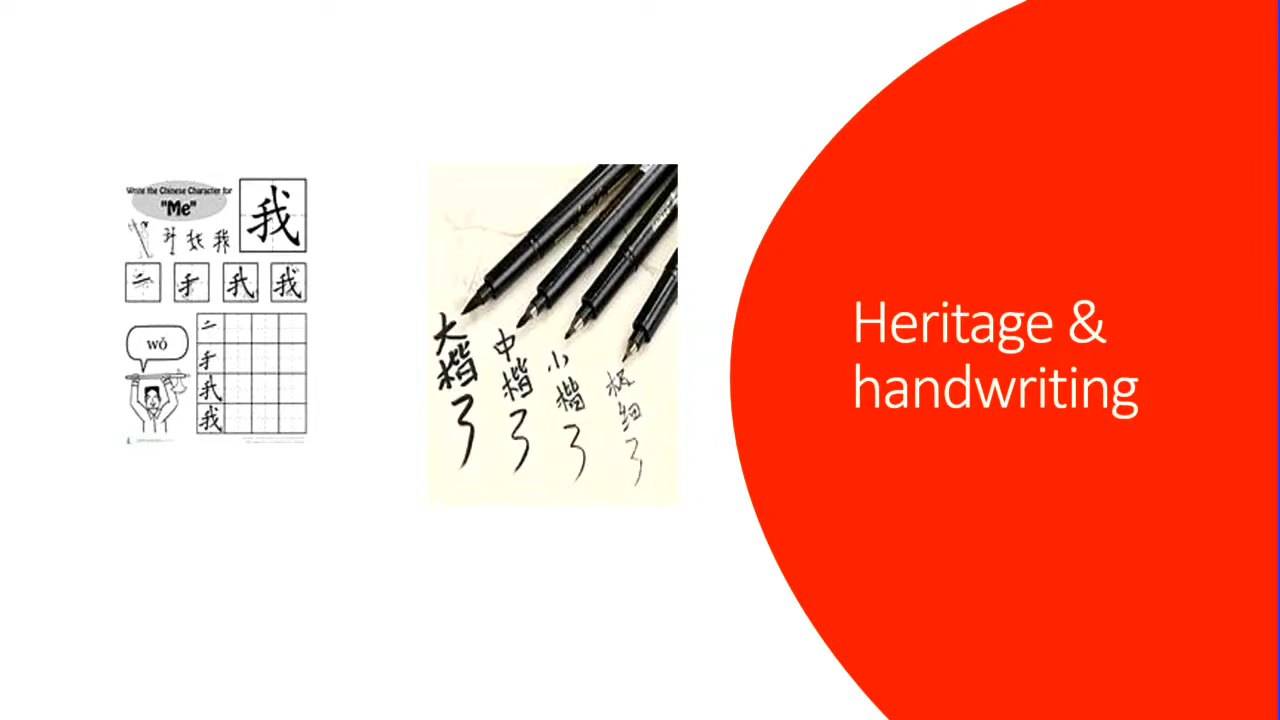 Write the Chinese Character for
"Me"
我
二 手 我 我
wǒ
二
手
我
我
大楷
中楷
小楷
极细
Heritage &
handwriting